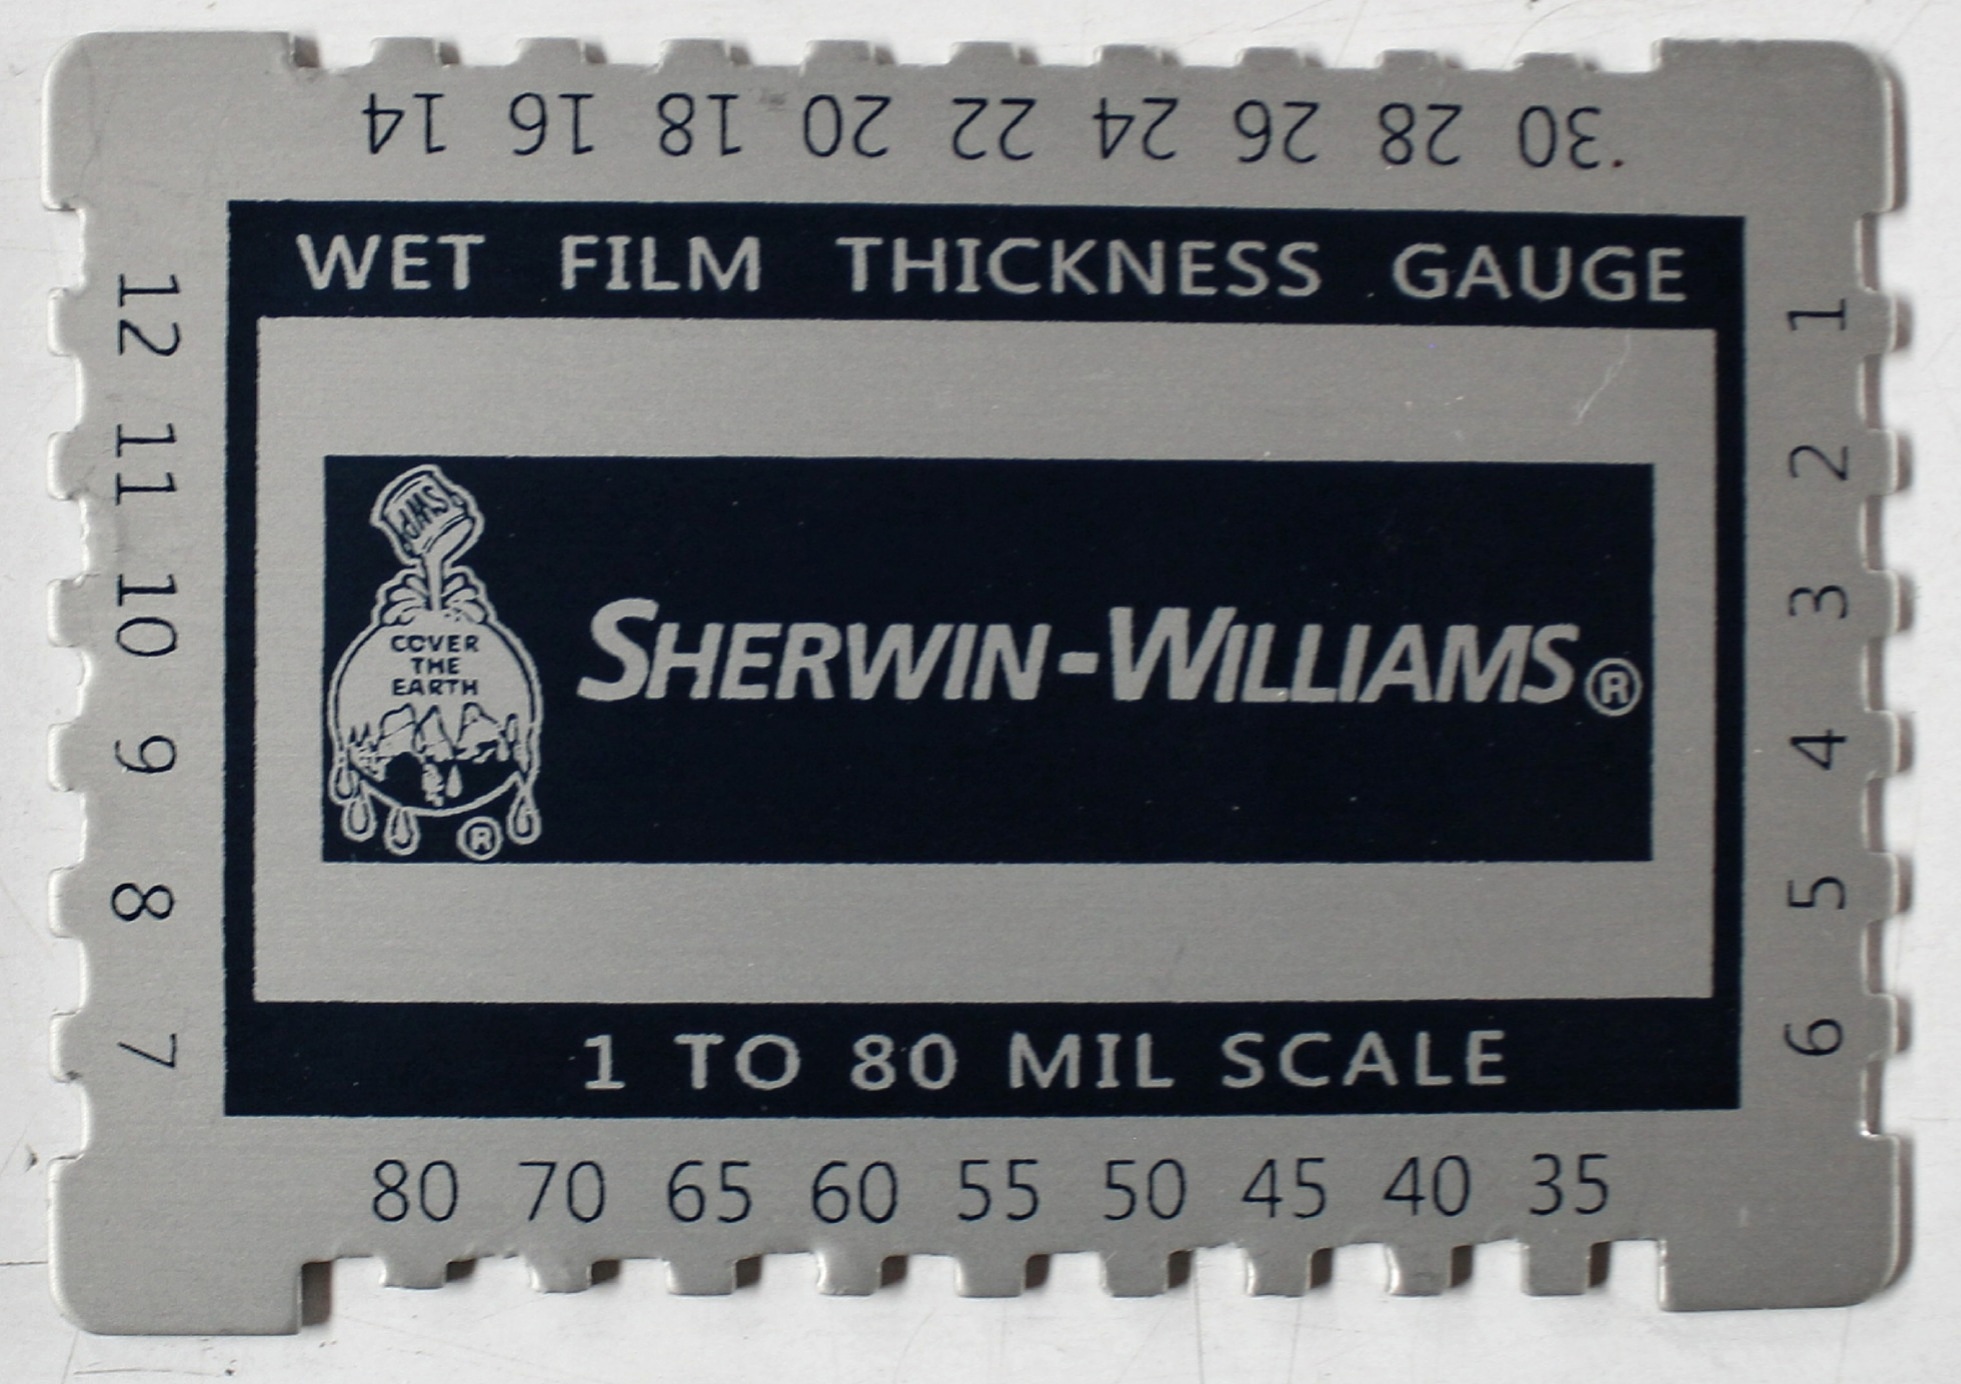 14 16 18 20 22 24 26 28 30
WET FILM THICKNESS GAUGE
12 11 10 9 8 7
SWP
COVER
THE
EARTH
®
SHERWIN-WILLIAMS®
1 2 3 4 5 6
1 TO 80 MIL SCALE
80 70 65 60 55 50 45 40 35